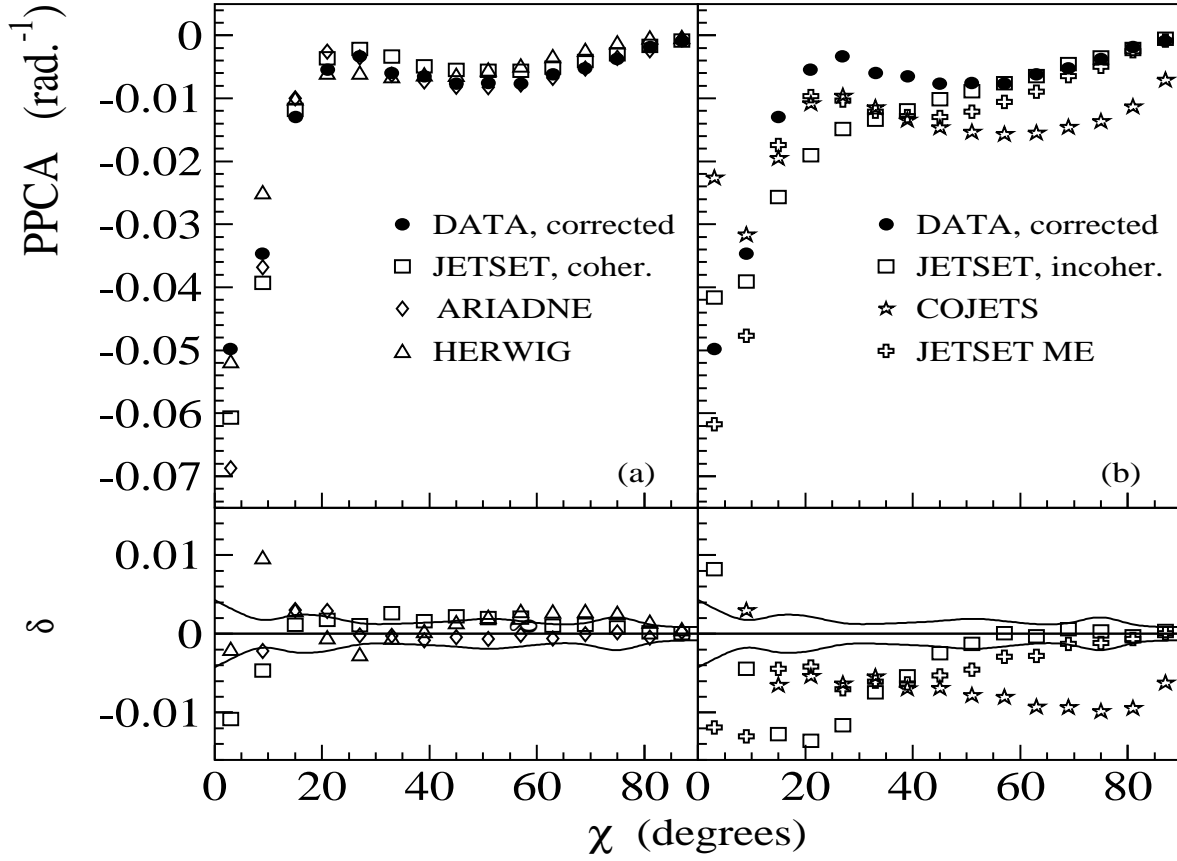 PPCA (rad.-1)
0
-0.01
-0.02
-0.03
-0.04
-0.05
-0.06
-0.07
DATA, corrected
JETSET, coher.
ARIADNE
HERWIG
(a)
DATA, corrected
JETSET, incoher.
COJETS
JETSET ME
(b)
δ
0.01
0
-0.01
0 20 40 60 80 0 20 40 60 80
χ (degrees)